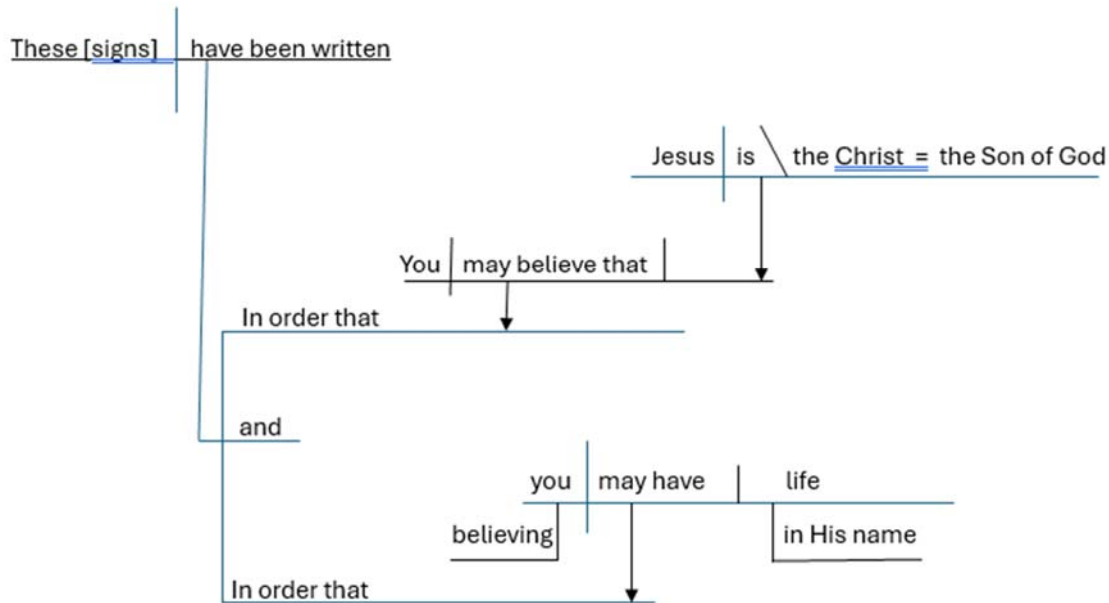 These [signs] have been written
Jesus is the Christ = the Son of God
You may believe that
In order that
and
you may have life
believing in His name
In order that